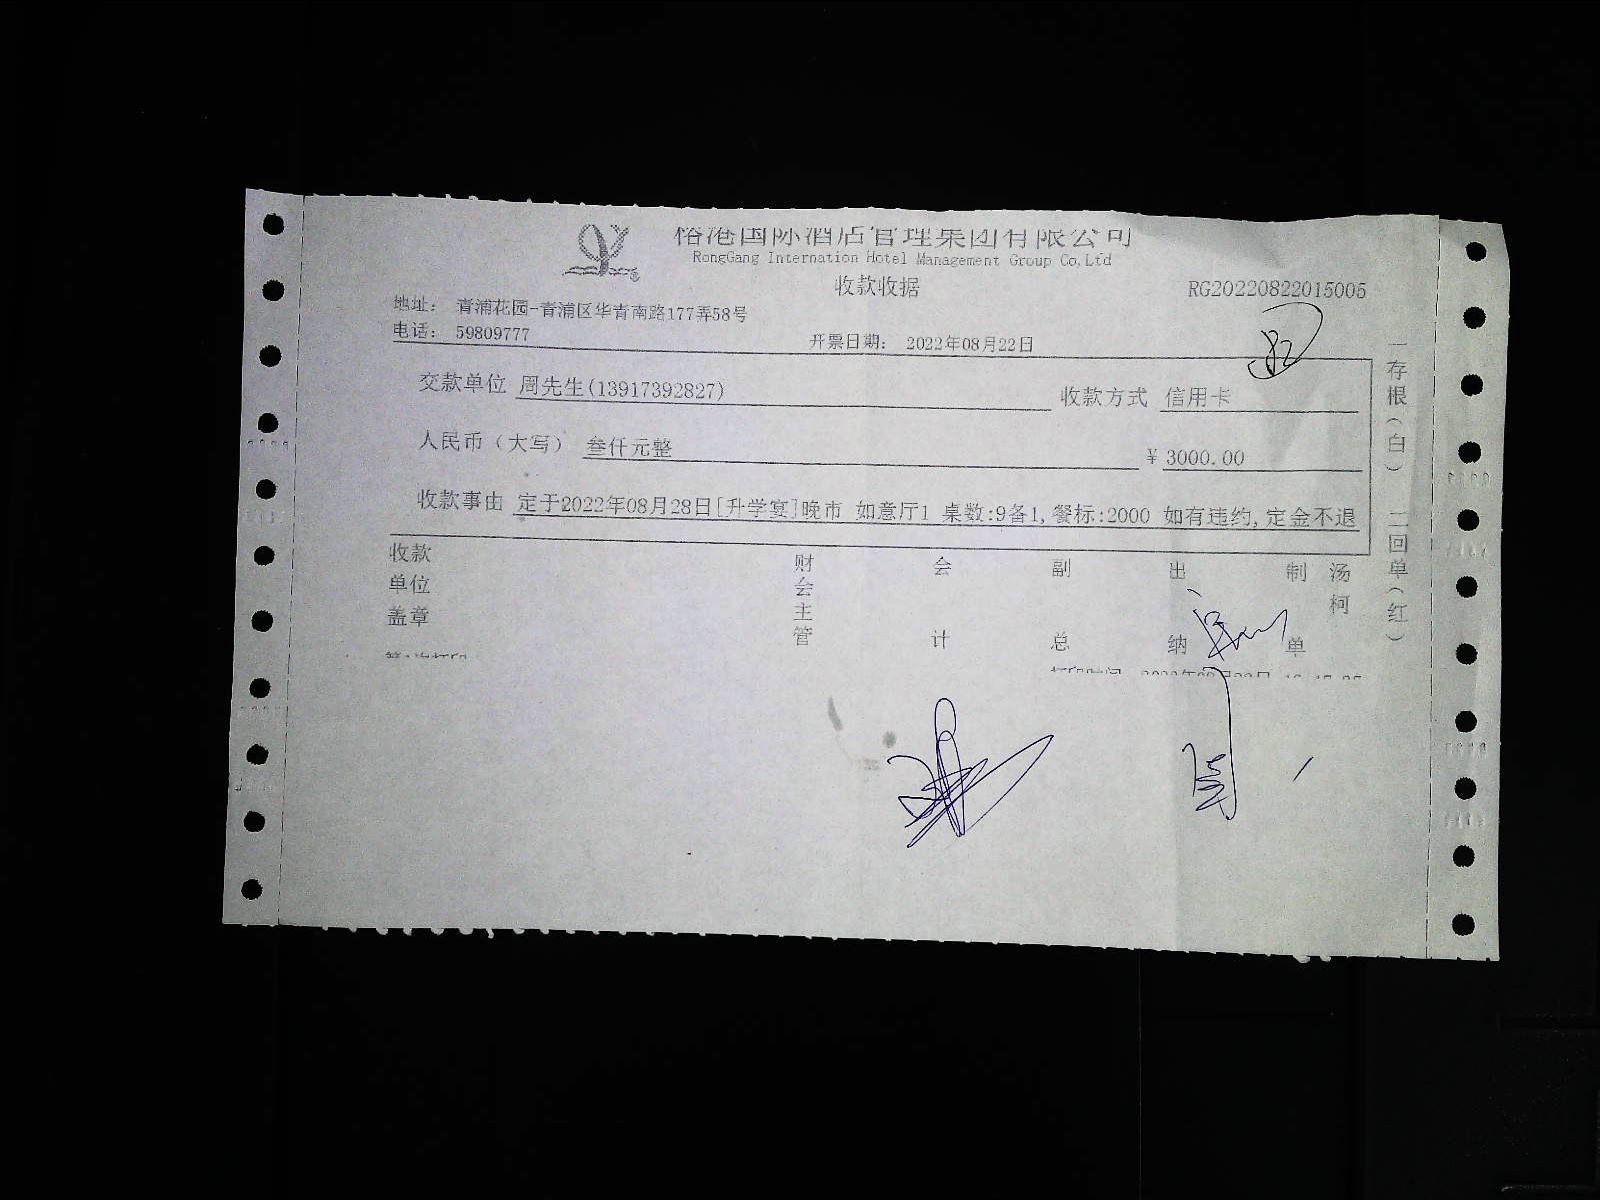 榕港国际酒店管理集团有限公司
RongGang Internation Hotel Management Group Co,Ltd
收款收据 RG20220822015005
地址： 青浦花园-青浦区华青南路177弄58号
电话： 59809777 开票日期： 2022年08月22日
交款单位 周先生(13917392827) 收款方式 信用卡
人民币（大写） 叁仟元整 ¥ 3000.00
收款事由 定于2022年08月28日[升学宴]晚市 如意厅1 桌数:9备1,餐标:2000 如有违约,定金不退
收款单位盖章 财会主管 会计 副总 出纳 制单 汤柯
一存根（白） 二回单（红）